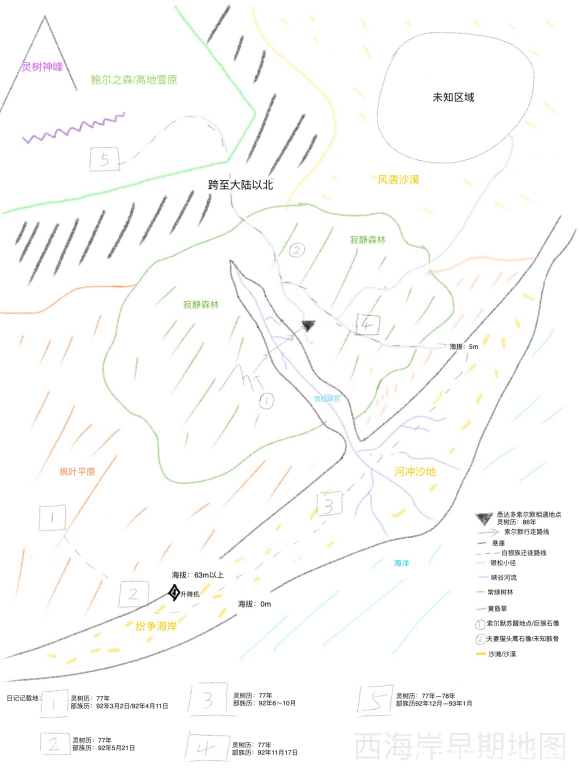 灵树神峰
鲍尔之森/高地雪原
未知区域
5
跨至大陆以北
风袭沙漠
2
寂静森林
寂静森林
4
海拔：5m
1
河冲沙地
枫叶平原
1
3
悉达多索尔默相遇地点
灵树历：86年
索尔默行走路线
悬崖
白狼族迁徙路线
狼松小径
峡谷河流
常绿树林
黄昏草
1 索尔默苏醒地点/巨狼石像
2 夫妻猫头鹰石像/未知骸骨
沙滩/沙漠
海洋
海拔：63m以上
升降机
2
海拔：0m
纷争海岸
日记记载地：
1
灵树历：77年
部族历：92年3月2日/92年4月11日
3
灵树历：77年
部族历：92年6～10月
5
灵树历：77年—78年
部族历92年12月—93年1月
2
灵树历：77年
部族历：92年5月21日
4
灵树历：77年
部族历：92年11月17日
西海岸早期地图